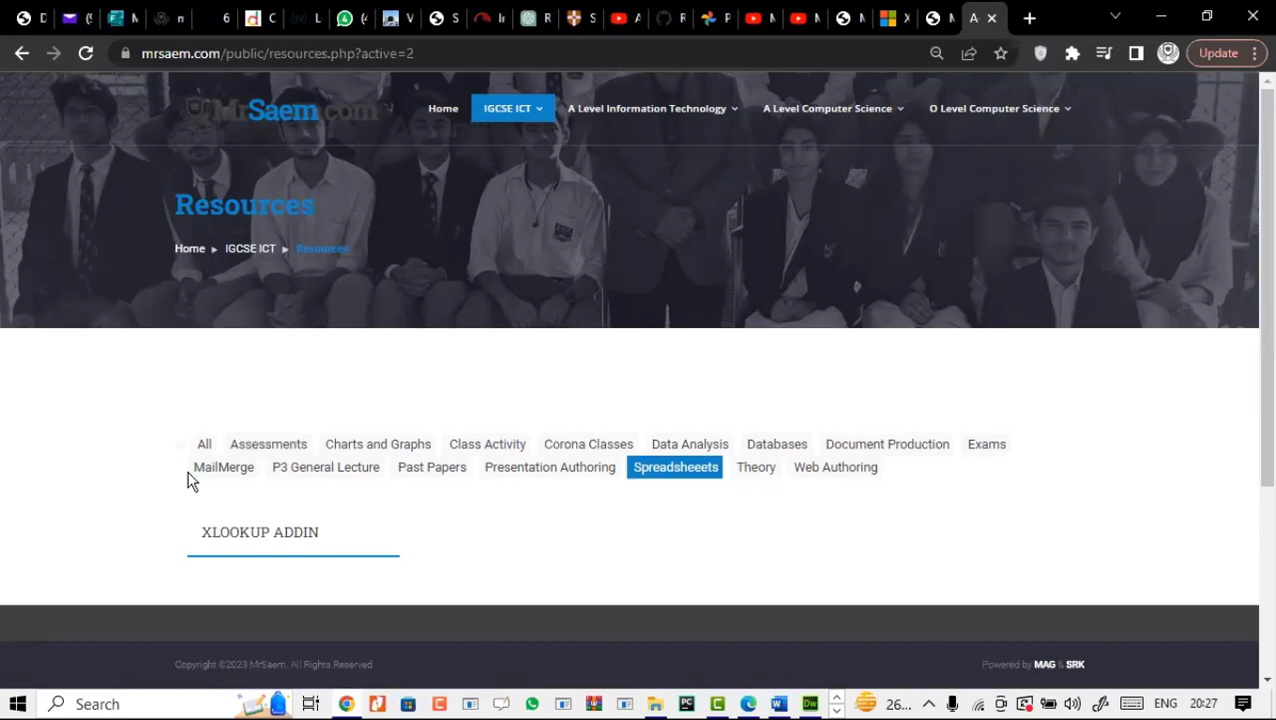 mrsaem.com/public/resources.php?active=2
Update
MrSaem.com
Home
IGCSE ICT
A Level Information Technology
A Level Computer Science
O Level Computer Science
Resources
Home ▸ IGCSE ICT ▸ Resources
All Assessments Charts and Graphs Class Activity Corona Classes Data Analysis Databases Document Production Exams
MailMerge P3 General Lecture Past Papers Presentation Authoring Spreadsheeets Theory Web Authoring
XLOOKUP ADDIN
Copyright ©2023 MrSaem. All Rights Reserved
Powered by MAG & SRK
Search
26...
ENG
20:27